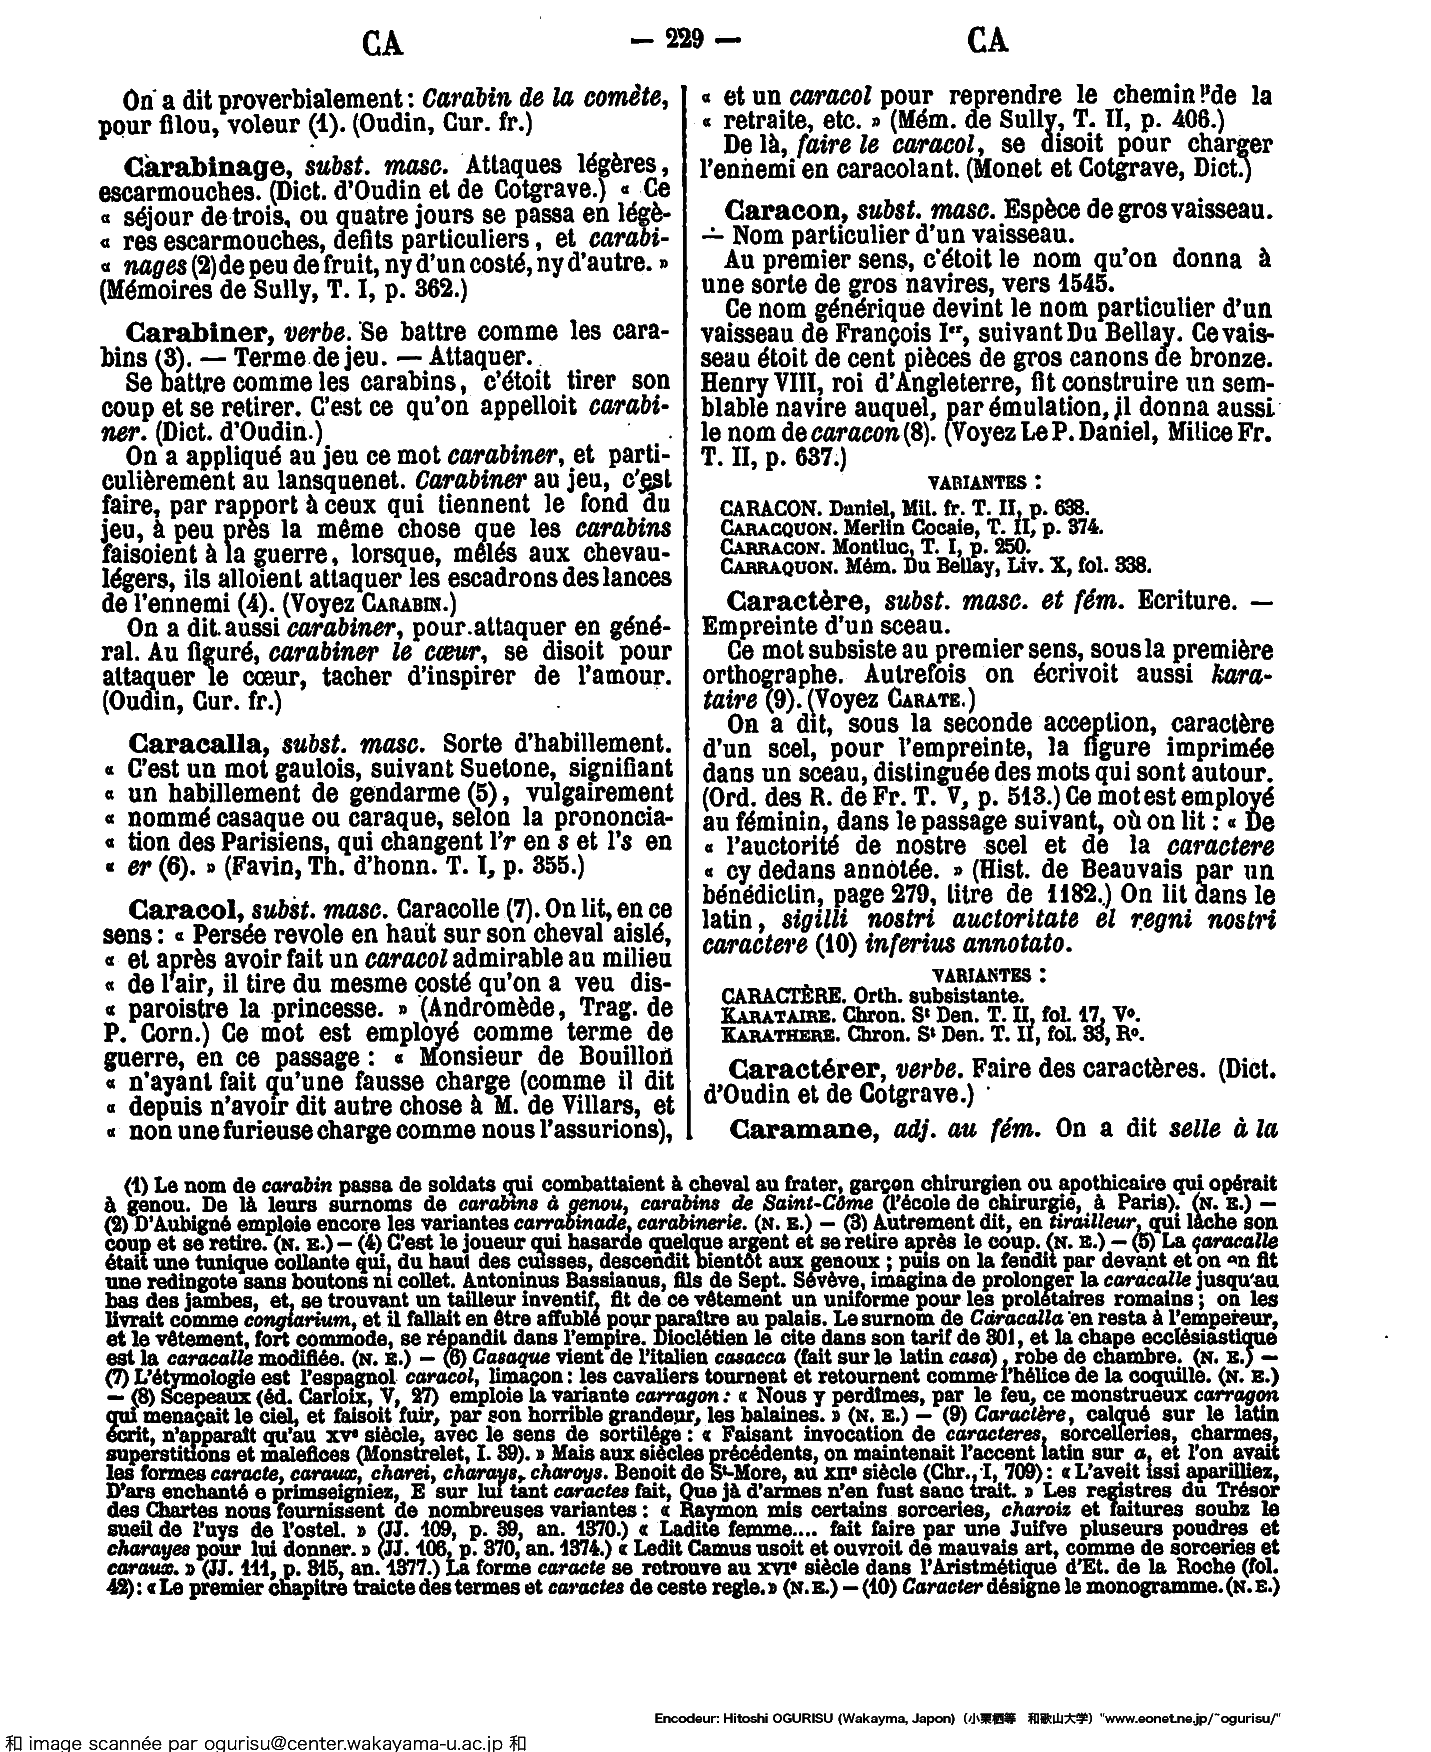 CA — 229 — CA
On a dit proverbialement : Carabin de la comète,
pour filou, voleur (1). (Oudin, Cur. fr.)
Carabinage, subst. masc. Attaques légères,
escarmouches. (Dict. d'Oudin et de Cotgrave.) « Ce
« séjour de trois, ou quatre jours se passa en légè-
« res escarmouches, defits particuliers, et carabi-
« nages (2) de peu de fruit, ny d'un costé, ny d'autre. »
(Mémoires de Sully, T. I, p. 362.)
Carabiner, verbe. Se battre comme les cara-
bins (3). — Terme de jeu. — Attaquer.
Se battre comme les carabins, c'étoit tirer son
coup et se retirer. C'est ce qu'on appelloit carabi-
ner. (Dict. d'Oudin.)
On a appliqué au jeu ce mot carabiner, et parti-
culièrement au lansquenet. Carabiner au jeu, c'est
faire, par rapport à ceux qui tiennent le fond du
jeu, à peu près la même chose que les carabins
faisoient à la guerre, lorsque, mêlés aux chevau-
légers, ils alloient attaquer les escadrons des lances
de l'ennemi (4). (Voyez CARABIN.)
On a dit aussi carabiner, pour attaquer en géné-
ral. Au figuré, carabiner le cœur, se disoit pour
attaquer le cœur, tacher d'inspirer de l'amour.
(Oudin, Cur. fr.)
Caracalla, subst. masc. Sorte d'habillement.
« C'est un mot gaulois, suivant Suetone, signifiant
« un habillement de gendarme (5), vulgairement
« nommé casaque ou caraque, selon la prononcia-
« tion des Parisiens, qui changent l'r en s et l's en
« er (6). » (Favin, Th. d'honn. T. I, p. 355.)
Caracol, subst. masc. Caracolle (7). On lit, en ce
sens : « Persée revole en haut sur son cheval aislé,
« et après avoir fait un caracol admirable au milieu
« de l'air, il tire du mesme costé qu'on a veu dis-
« paroistre la princesse. » (Andromède, Trag. de
P. Corn.) Ce mot est employé comme terme de
guerre, en ce passage : « Monsieur de Bouillon
« n'ayant fait qu'une fausse charge (comme il dit
« depuis n'avoir dit autre chose à M. de Villars, et
« non une furieuse charge comme nous l'assurions),
« et un caracol pour reprendre le chemin de la
« retraite, etc. » (Mém. de Sully, T. II, p. 406.)
De là, faire le caracol, se disoit pour charger
l'ennemi en caracolant. (Monet et Cotgrave, Dict.)
Caracon, subst. masc. Espèce de gros vaisseau.
— Nom particulier d'un vaisseau.
Au premier sens, c'étoit le nom qu'on donna à
une sorte de gros navires, vers 1545.
Ce nom générique devint le nom particulier d'un
vaisseau de François Ier, suivant Du Bellay. Ce vais-
seau étoit de cent pièces de gros canons de bronze.
Henry VIII, roi d'Angleterre, fit construire un sem-
blable navire auquel, par émulation, il donna aussi
le nom de caracon (8). (Voyez Le P. Daniel, Milice Fr.
T. II, p. 637.)
VARIANTES :
CARACON. Daniel, Mil. fr. T. II, p. 638.
CARACQUON. Merlin Cocaie, T. II, p. 374.
CARRACON. Montluc, T. I, p. 250.
CARRAQUON. Mém. Du Bellay, Liv. X, fol. 338.
Caractère, subst. masc. et fém. Ecriture. —
Empreinte d'un sceau.
Ce mot subsiste au premier sens, sous la première
orthographe. Autrefois on écrivoit aussi kara-
taire (9). (Voyez CARATE.)
On a dit, sous la seconde acception, caractère
d'un scel, pour l'empreinte, la figure imprimée
dans un sceau, distinguée des mots qui sont autour.
(Ord. des R. de Fr. T. V, p. 513.) Ce mot est employé
au féminin, dans le passage suivant, où on lit : « De
« l'auctorité de nostre scel et de la caractere
« cy dedans annotée. » (Hist. de Beauvais par un
bénédictin, page 279, titre de 1182.) On lit dans le
latin, sigilli nostri auctoritate et regni nostri
caractere (10) inferius annotato.
VARIANTES :
CARACTÈRE. Orth. subsistante.
KARATAIRE. Chron. St Den. T. II, fol. 17, Vo.
KARATHERE. Chron. St Den. T. II, fol. 33, Ro.
Caractérer, verbe. Faire des caractères. (Dict.
d'Oudin et de Cotgrave.)
Caramane, adj. au fém. On a dit selle à la
(1) Le nom de carabin passa de soldats qui combattaient à cheval au frater, garçon chirurgien ou apothicaire qui opérait
à genou. De là leurs surnoms de carabins à genou, carabins de Saint-Côme (l'école de chirurgie, à Paris). (N. E.) —
(2) D'Aubigné emploie encore les variantes carrabinade, carabinerie. (N. E.) — (3) Autrement dit, en tirailleur, qui lâche son
coup et se retire. (N. E.) — (4) C'est le joueur qui hasarde quelque argent et se retire après le coup. (N. E.) — (5) La caracalle
était une tunique collante qui, du haut des cuisses, descendit bientôt aux genoux ; puis on la fendit par devant et on en fit
une redingote sans boutons ni collet. Antoninus Bassianus, fils de Sept. Sévève, imagina de prolonger la caracalle jusqu'au
bas des jambes, et, se trouvant un tailleur inventif, fit de ce vêtement un uniforme pour les prolétaires romains ; on les
livrait comme congiarium, et il fallait en être affublé pour paraître au palais. Le surnom de Caracalla en resta à l'empereur,
et le vêtement, fort commode, se répandit dans l'empire. Dioclétien le cite dans son tarif de 301, et la chape ecclésiastique
est la caracalle modifiée. (N. E.) — (6) Casaque vient de l'italien casacca (fait sur le latin casa), robe de chambre. (N. E.) —
(7) L'étymologie est l'espagnol caracol, limaçon : les cavaliers tournent et retournent comme l'hélice de la coquille. (N. E.)
— (8) Scepeaux (éd. Carloix, V, 27) emploie la variante carragon : « Nous y perdîmes, par le feu, ce monstrueux carragon
qui menaçait le ciel, et faisoit fuir, par son horrible grandeur, les balaines. » (N. E.) — (9) Caractère, calqué sur le latin
écrit, n'apparaît qu'au XVe siècle, avec le sens de sortilége : « Faisant invocation de caracteres, sorcelleries, charmes,
superstitions et malefices (Monstrelet, I. 39). » Mais aux siècles précédents, on maintenait l'accent latin sur a, et l'on avait
les formes caracte, caraux, charei, charays, charoys. Benoit de St-More, au XIIe siècle (Chr., I, 709) : « L'aveit issi aparilliez,
D'ars enchanté e primseigniez, E sur lui tant caractes fait, Que jà d'armes n'en fust sanc trait. » Les registres du Trésor
des Chartes nous fournissent de nombreuses variantes : « Raymon mis certains sorceries, charoiz et faitures soubz le
sueil de l'uys de l'ostel. » (JJ. 109, p. 39, an. 1370.) « Ladite femme.... fait faire par une Juifve pluseurs poudres et
charayes pour lui donner. » (JJ. 106, p. 370, an. 1374.) « Ledit Camus usoit et ouvroit de mauvais art, comme de sorceries et
caraux. » (JJ. 111, p. 315, an. 1377.) La forme caracte se retrouve au XVIe siècle dans l'Aristmétique d'Et. de la Roche (fol.
42) : « Le premier chapitre traicte des termes et caractes de ceste regle. » (N. E.) — (10) Caracter désigne le monogramme. (N. E.)
Encodeur: Hitoshi OGURISU (Wakayma, Japon) (小栗栖等 和歌山大学) "www.eonet.ne.jp/~ogurisu/"
和 image scannée par ogurisu@center.wakayama-u.ac.jp 和